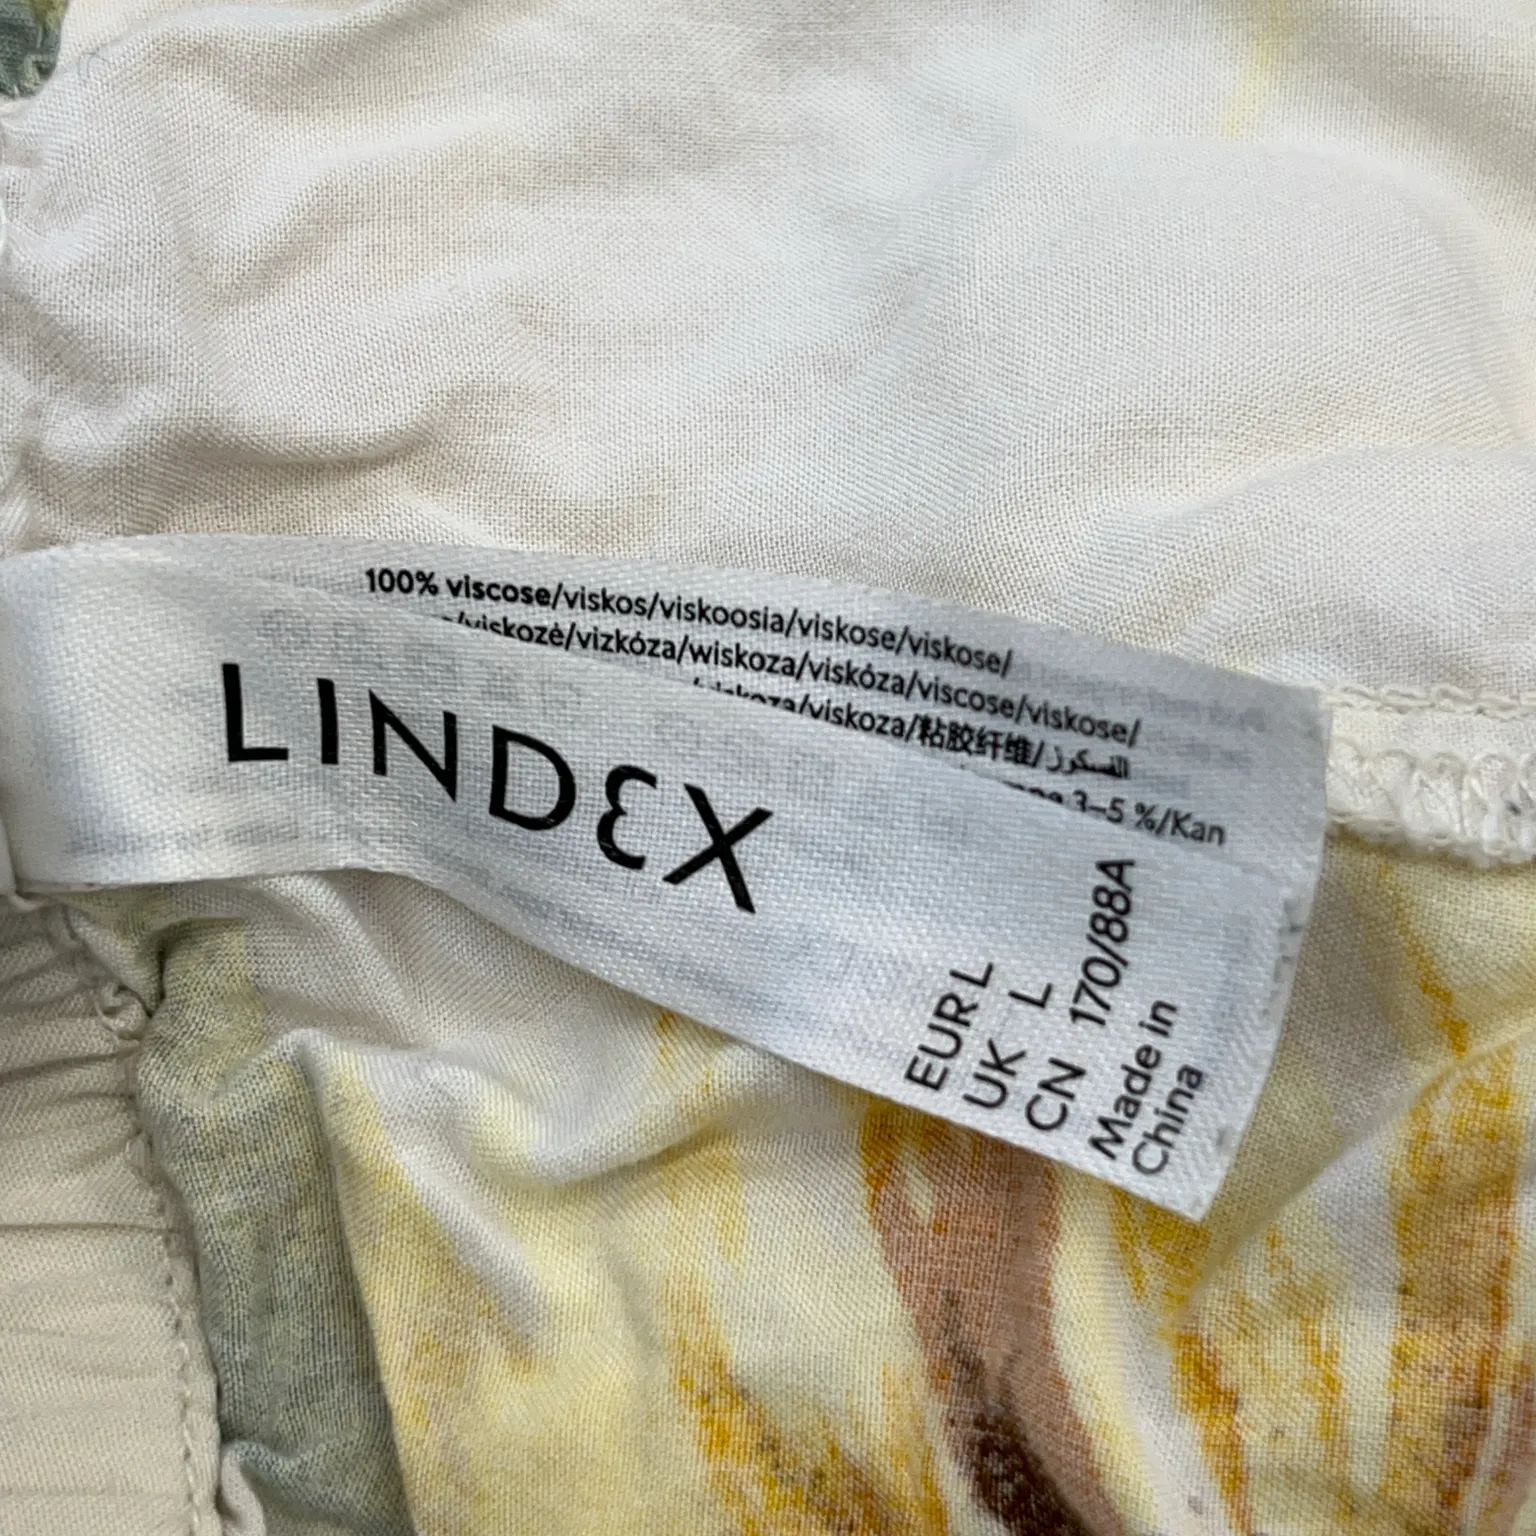 100% viscose/viskos/viskoosia/viskose/viskose/
/viskozė/vizkóza/wiskoza/viskóza/viscose/viskose/
/viskoza/粘胶纤维/الفسكوز
3–5 %/Kan
LINDEX
EUR L
UK L
CN 170/88A
Made in
China